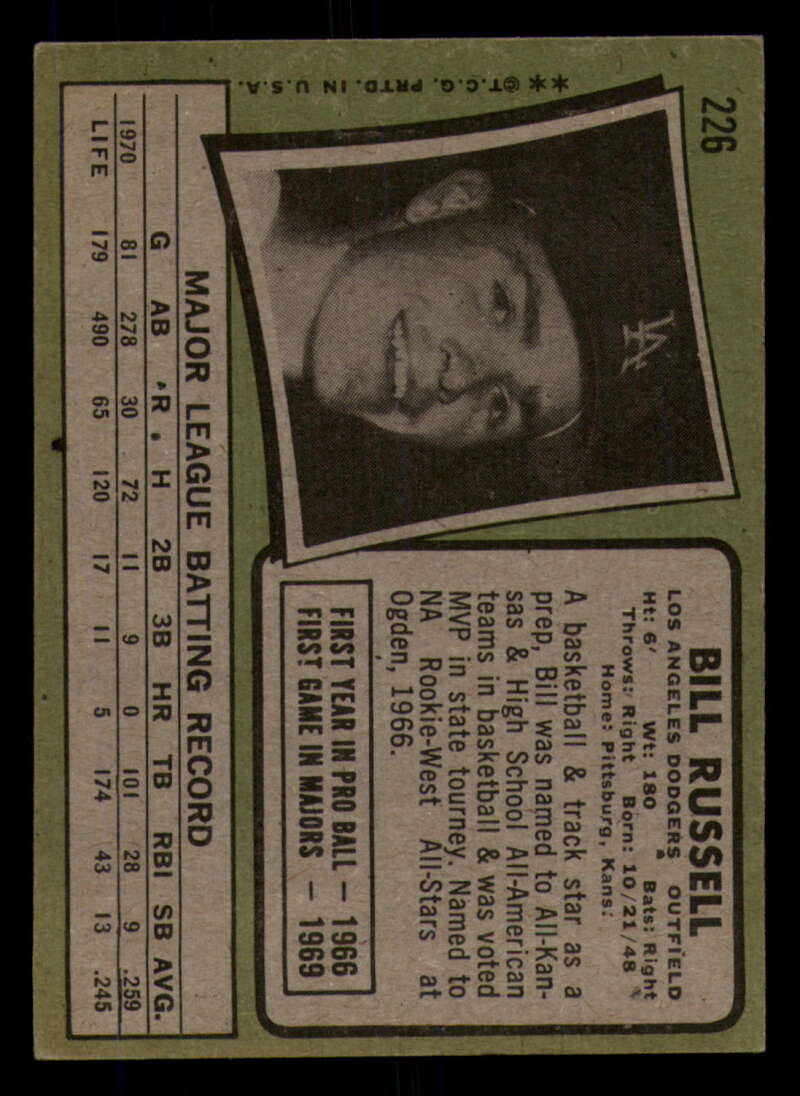 226
**©T.C.G. PRTD. IN U.S.A.
LA
BILL RUSSELL
LOS ANGELES DODGERS OUTFIELD
Ht: 6' Wt: 180 Bats: Right
Throws: Right Born: 10/21/48
Home: Pittsburg, Kans.
A basketball & track star as a
prep, Bill was named to All-Kan-
sas & High School All-American
teams in basketball & was voted
MVP in state tourney. Named to
NA Rookie-West All-Stars at
Ogden, 1966.
FIRST YEAR IN PRO BALL — 1966
FIRST GAME IN MAJORS — 1969
MAJOR LEAGUE BATTING RECORD
G AB R H 2B 3B HR TB RBI SB AVG.
1970 81 278 30 72 11 9 0 101 28 9 .259
LIFE 179 490 65 120 17 11 5 174 43 13 .245